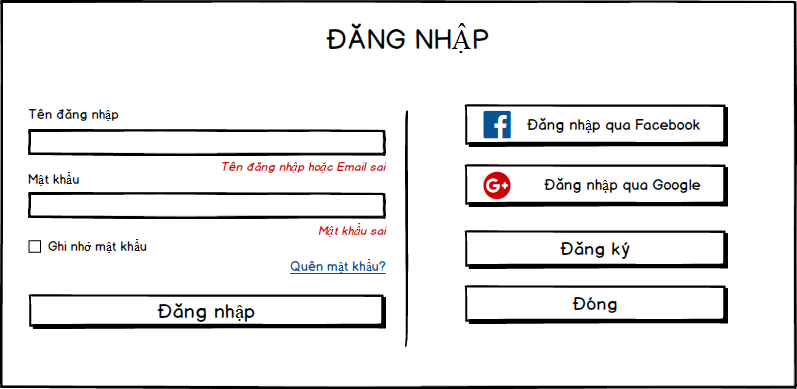 ĐĂNG NHẬP
Tên đăng nhập
Tên đăng nhập hoặc Email sai
Mật khẩu
Mật khẩu sai
Ghi nhớ mật khẩu
Quên mật khẩu?
Đăng nhập
Đăng nhập qua Facebook
G+
Đăng nhập qua Google
Đăng ký
Đóng